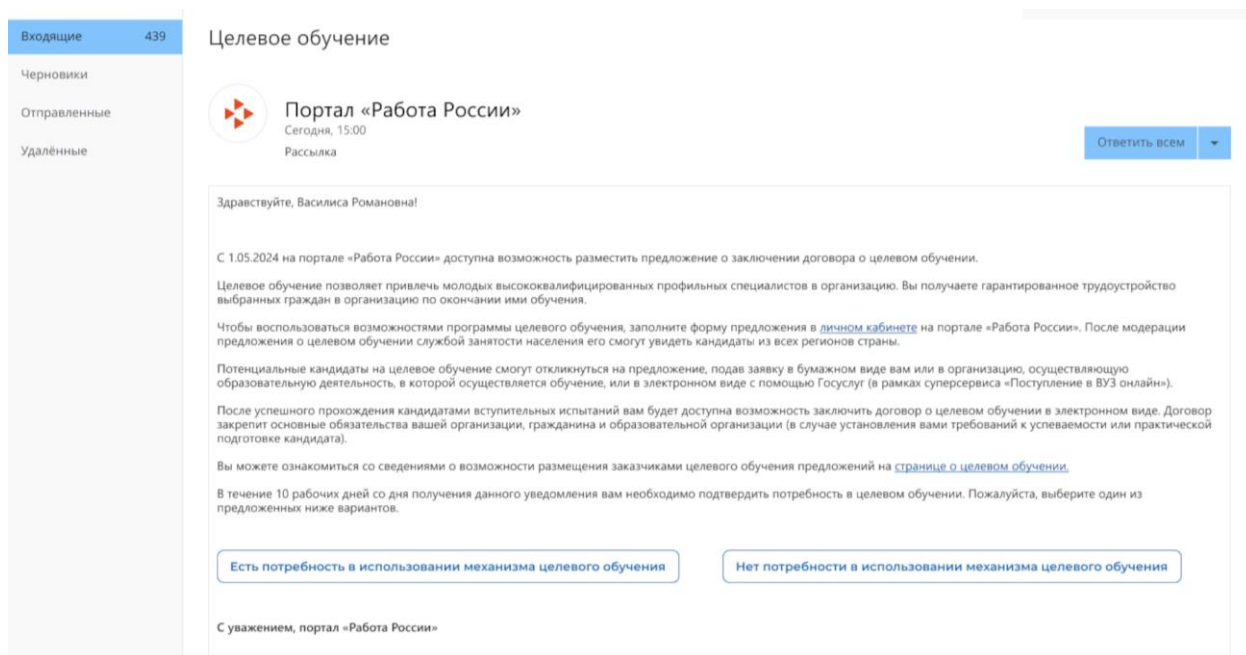 Входящие 439
Черновики
Отправленные
Удалённые
Целевое обучение
Портал «Работа России»
Сегодня, 15:00
Рассылка
Ответить всем
Здравствуйте, Василиса Романовна!
С 1.05.2024 на портале «Работа России» доступна возможность разместить предложение о заключении договора о целевом обучении.
Целевое обучение позволяет привлечь молодых высококвалифицированных профильных специалистов в организацию. Вы получаете гарантированное трудоустройство
выбранных граждан в организацию по окончании ими обучения.
Чтобы воспользоваться возможностями программы целевого обучения, заполните форму предложения в личном кабинете на портале «Работа России». После модерации
предложения о целевом обучении службой занятости населения его смогут увидеть кандидаты из всех регионов страны.
Потенциальные кандидаты на целевое обучение смогут откликнуться на предложение, подав заявку в бумажном виде вам или в организацию, осуществляющую
образовательную деятельность, в которой осуществляется обучение, или в электронном виде с помощью Госуслуг (в рамках суперсервиса «Поступление в ВУЗ онлайн»).
После успешного прохождения кандидатами вступительных испытаний вам будет доступна возможность заключить договор о целевом обучении в электронном виде. Договор
закрепит основные обязательства вашей организации, гражданина и образовательной организации (в случае установления вами требований к успеваемости или практической
подготовке кандидата).
Вы можете ознакомиться со сведениями о возможности размещения заказчиками целевого обучения предложений на странице о целевом обучении.
В течение 10 рабочих дней со дня получения данного уведомления вам необходимо подтвердить потребность в целевом обучении. Пожалуйста, выберите один из
предложенных ниже вариантов.
Есть потребность в использовании механизма целевого обучения
Нет потребности в использовании механизма целевого обучения
С уважением, портал «Работа России»